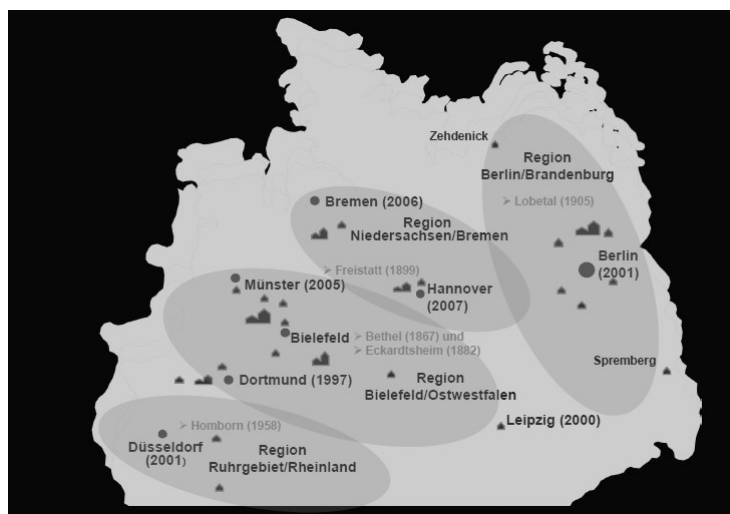 Zehdenick
Region
Berlin/Brandenburg
➢ Lobetal (1905)
Bremen (2006)
Region
Niedersachsen/Bremen
Berlin
(2001)
➢ Freistatt (1899)
Münster (2005)
Hannover
(2007)
Bielefeld
➢ Bethel (1867) und
➢ Eckardtsheim (1882)
Spremberg
Dortmund (1997)
Region
Bielefeld/Ostwestfalen
Leipzig (2000)
➢ Homborn (1958)
Düsseldorf
(2001)
Region
Ruhrgebiet/Rheinland